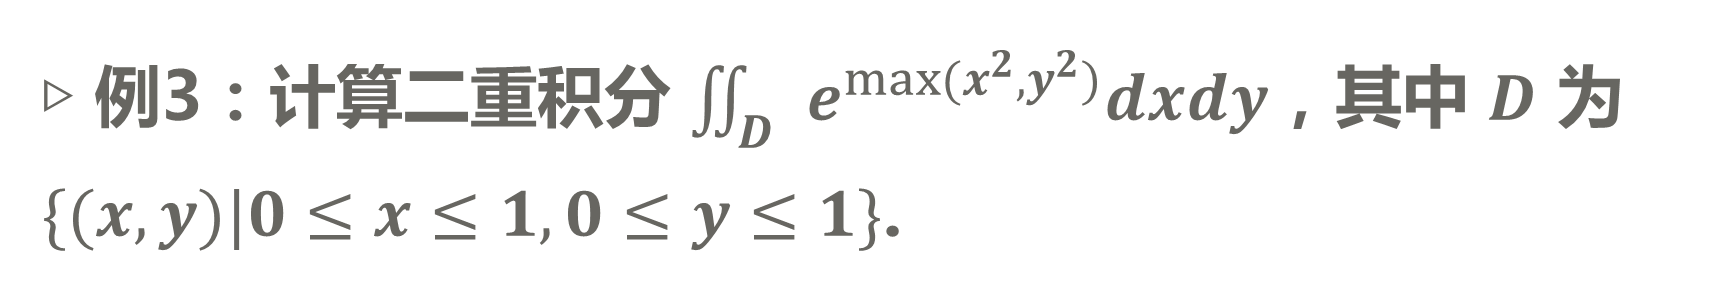 ▷ 例3：计算二重积分 ∬_D e^{max(x²,y²)}dxdy，其中 D 为
{(x,y)|0 ≤ x ≤ 1,0 ≤ y ≤ 1}.